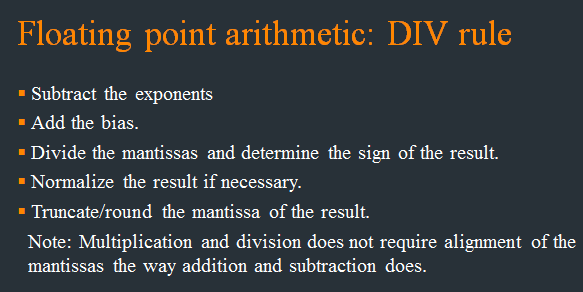 Floating point arithmetic: DIV rule
▪ Subtract the exponents
▪ Add the bias.
▪ Divide the mantissas and determine the sign of the result.
▪ Normalize the result if necessary.
▪ Truncate/round the mantissa of the result.
Note: Multiplication and division does not require alignment of the
mantissas the way addition and subtraction does.